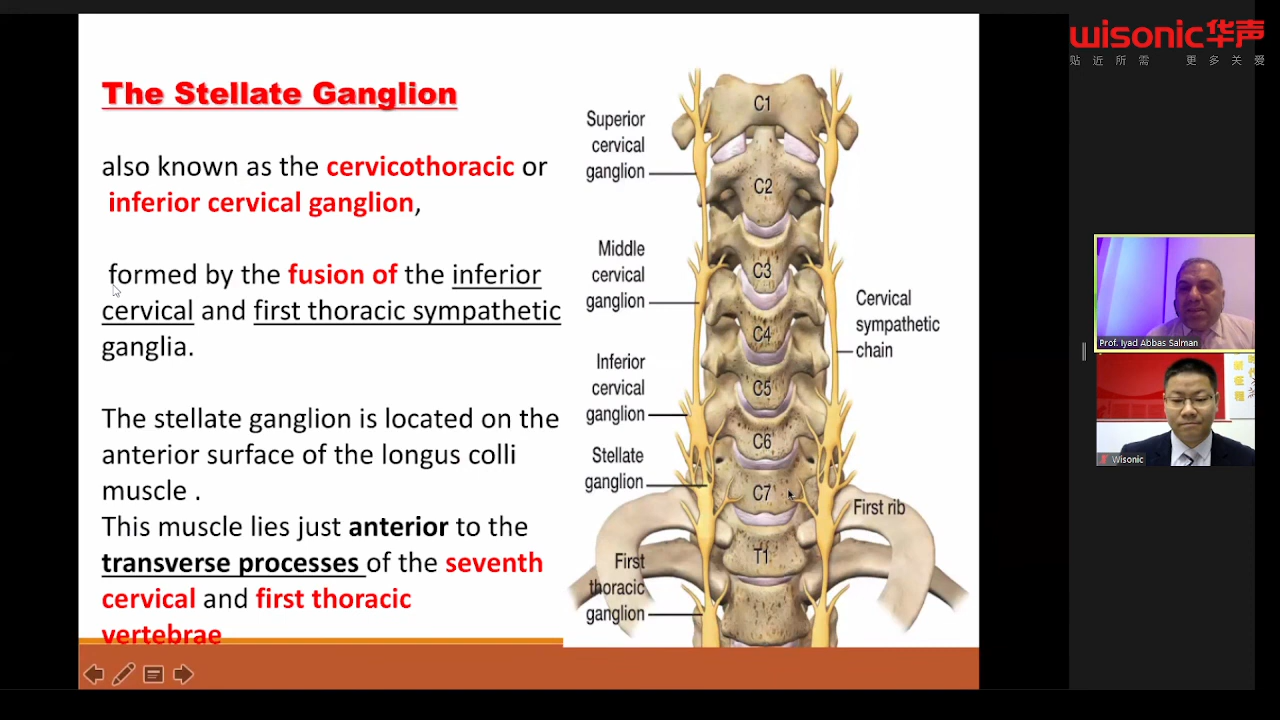 The Stellate Ganglion
also known as the cervicothoracic or
inferior cervical ganglion,
formed by the fusion of the inferior
cervical and first thoracic sympathetic
ganglia.
The stellate ganglion is located on the
anterior surface of the longus colli
muscle .
This muscle lies just anterior to the
transverse processes of the seventh
cervical and first thoracic
vertebrae
Superior
cervical
ganglion
Middle
cervical
ganglion
Inferior
cervical
ganglion
Stellate
ganglion
First
thoracic
ganglion
C1
C2
C3
C4
C5
C6
C7
T1
Cervical
sympathetic
chain
First rib
wisonic华声
贴近所需 更多关爱
Prof. Iyad Abbas Salman
Wisonic